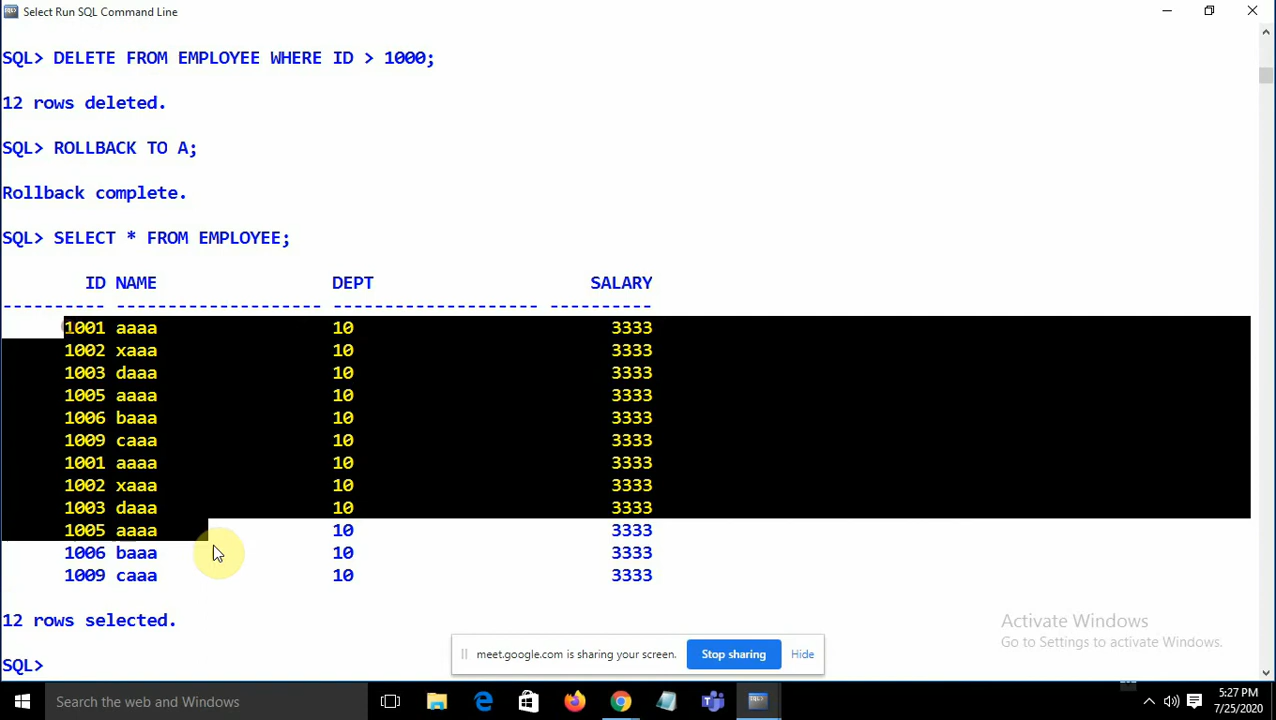 Select Run SQL Command Line
SQL> DELETE FROM EMPLOYEE WHERE ID > 1000;
12 rows deleted.
SQL> ROLLBACK TO A;
Rollback complete.
SQL> SELECT * FROM EMPLOYEE;
ID NAME DEPT SALARY
---------- -------------------- -------------------- ----------
1001 aaaa 10 3333
1002 xaaa 10 3333
1003 daaa 10 3333
1005 aaaa 10 3333
1006 baaa 10 3333
1009 caaa 10 3333
1001 aaaa 10 3333
1002 xaaa 10 3333
1003 daaa 10 3333
1005 aaaa 10 3333
1006 baaa 10 3333
1009 caaa 10 3333
12 rows selected.
SQL>
Activate Windows
Go to Settings to activate Windows.
meet.google.com is sharing your screen. Stop sharing Hide
Search the web and Windows
5:27 PM
7/25/2020